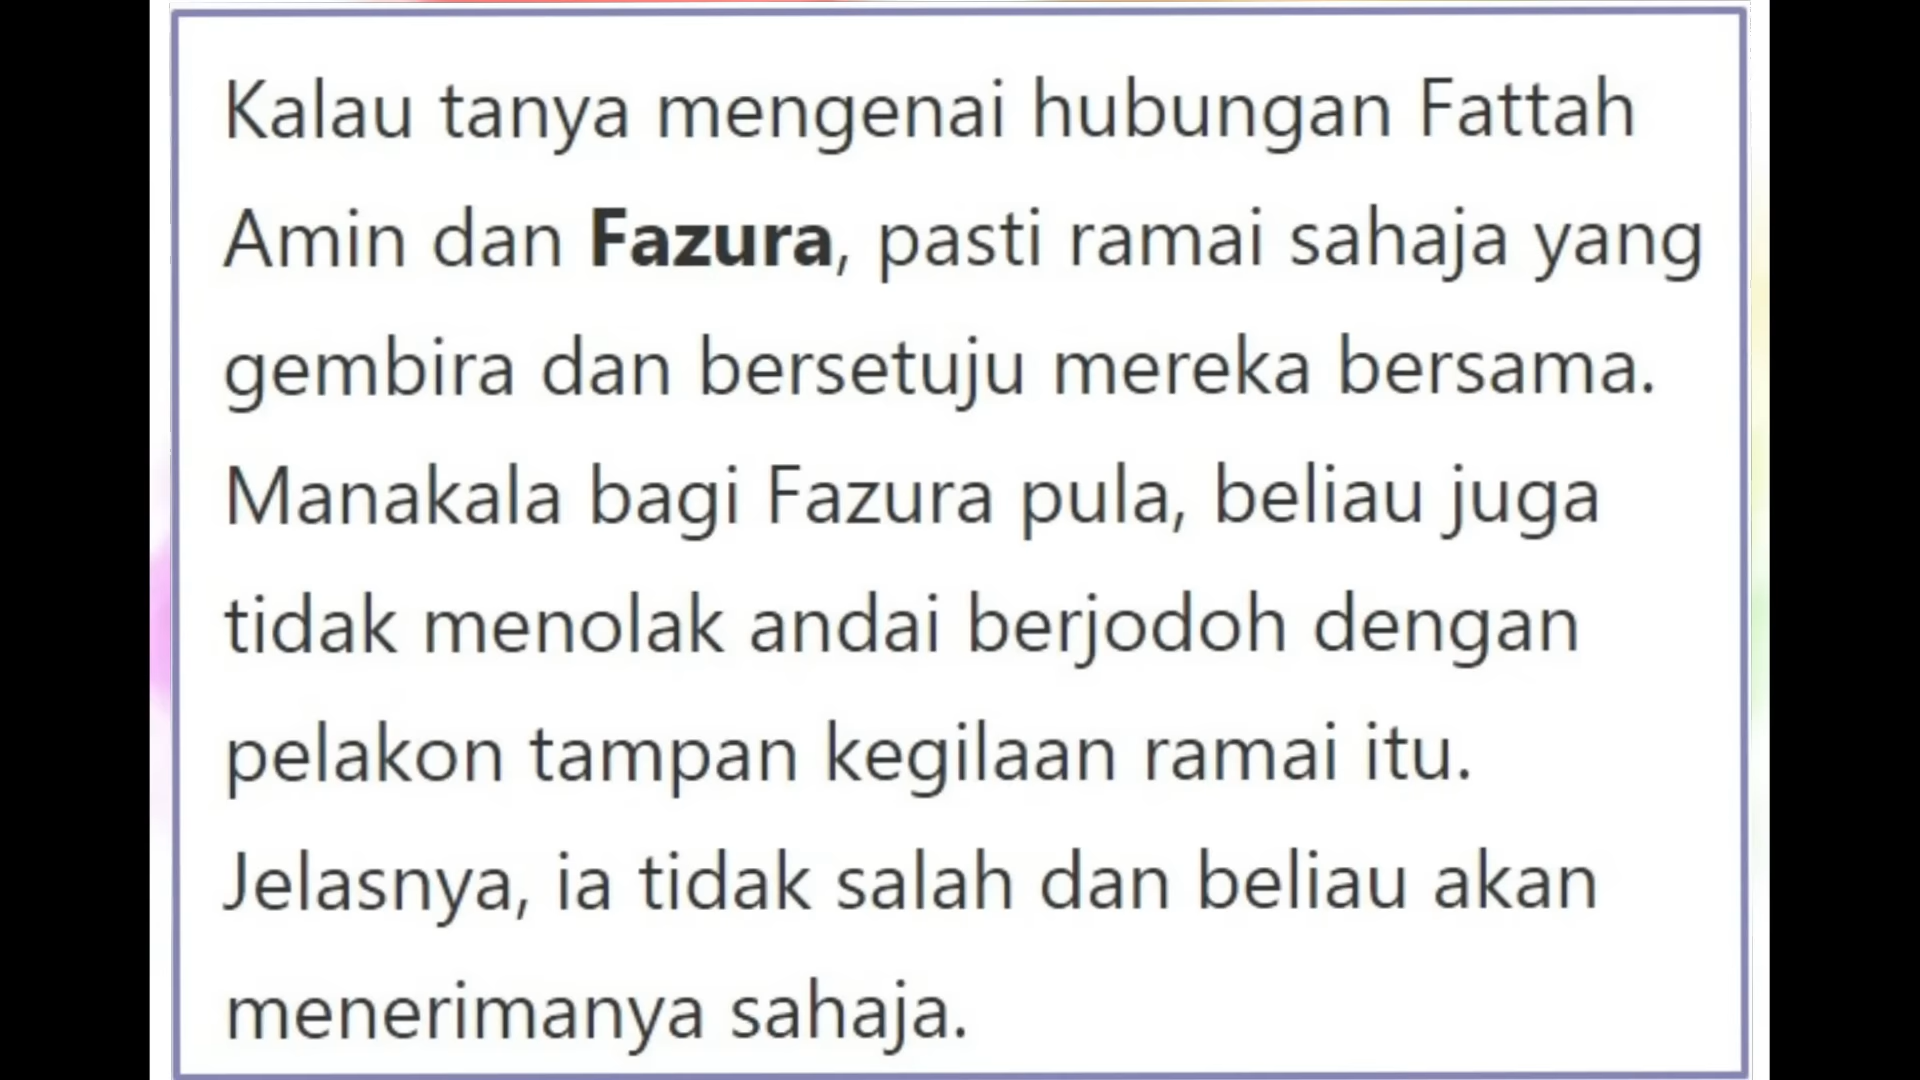 Kalau tanya mengenai hubungan Fattah
Amin dan Fazura, pasti ramai sahaja yang
gembira dan bersetuju mereka bersama.
Manakala bagi Fazura pula, beliau juga
tidak menolak andai berjodoh dengan
pelakon tampan kegilaan ramai itu.
Jelasnya, ia tidak salah dan beliau akan
menerimanya sahaja.